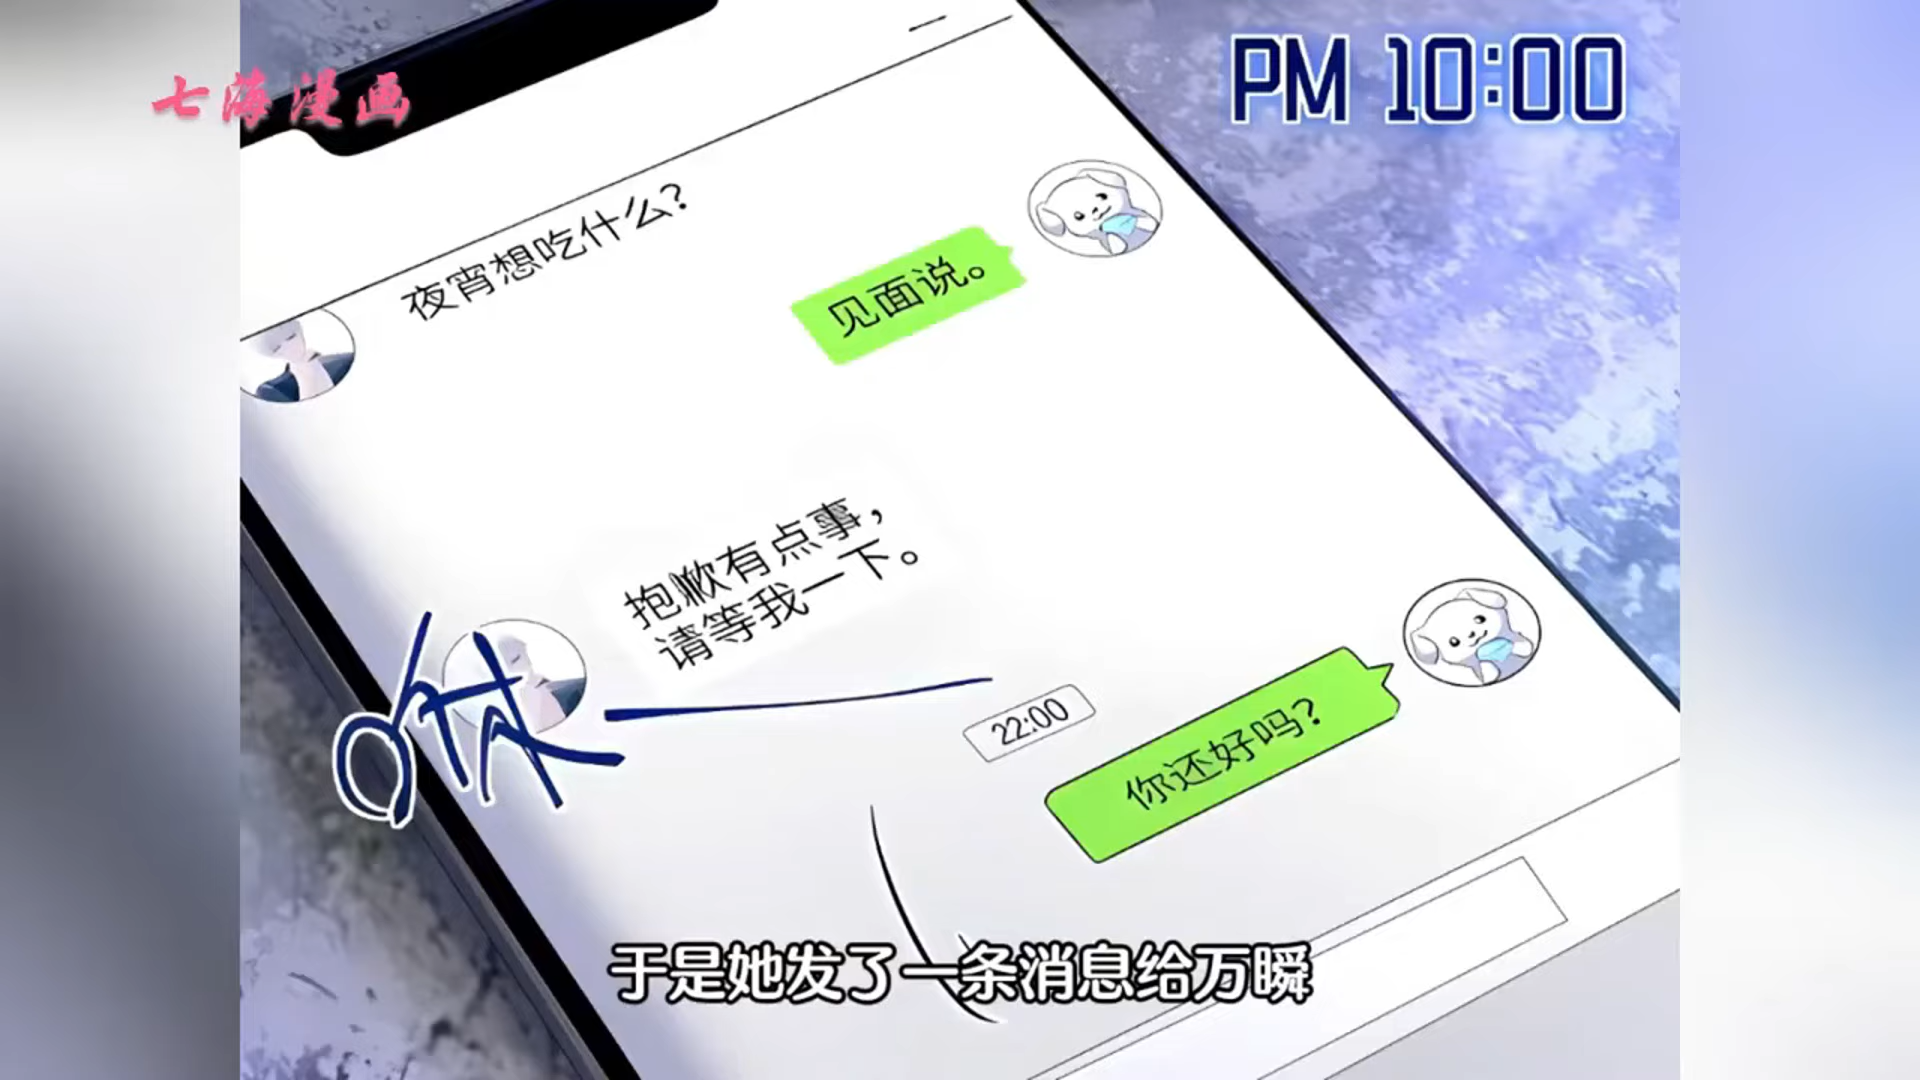 七海漫画
PM 10:00
夜宵想吃什么?
见面说。
抱歉有点事,
请等我一下。
22:00
你还好吗?
于是她发了一条消息给万瞬